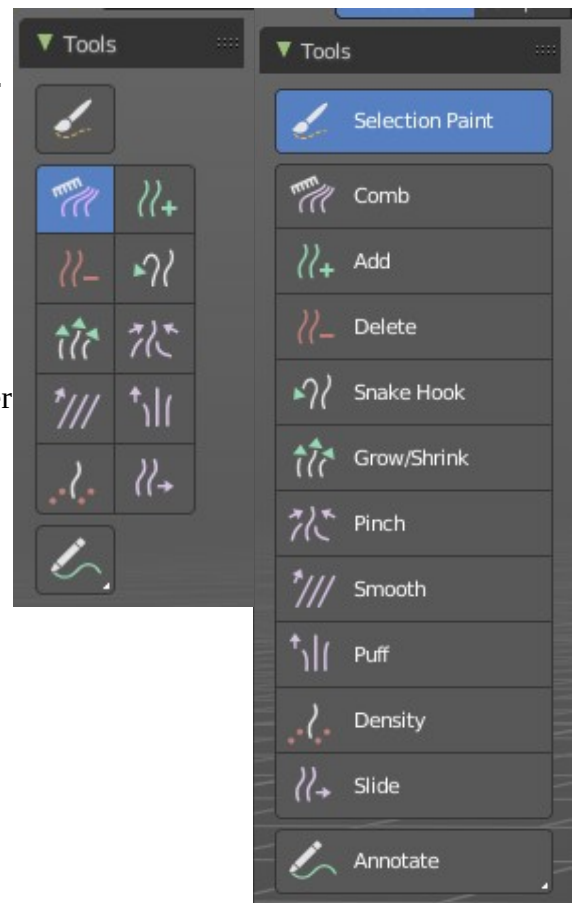 Tools
Tools
Selection Paint
Comb
Add
Delete
Snake Hook
Grow/Shrink
Pinch
Smooth
Puff
Density
Slide
Annotate